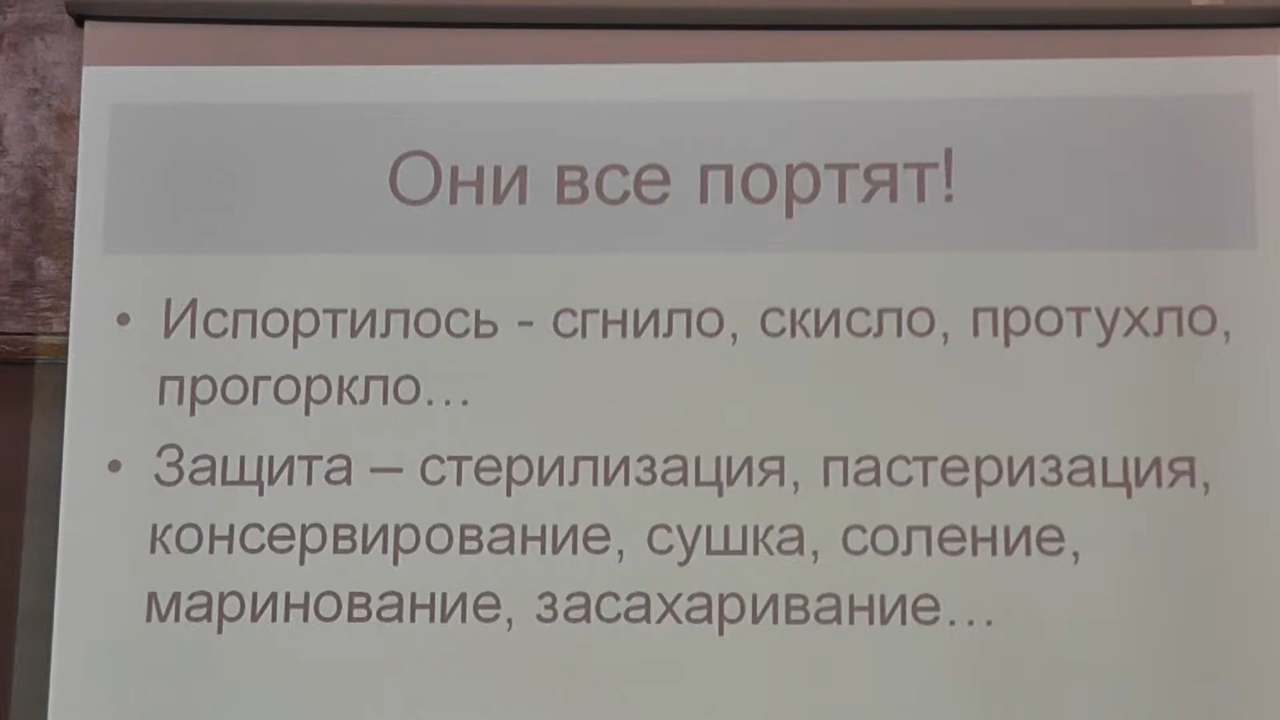 Они все портят!
• Испортилось - сгнило, скисло, протухло,
прогоркло…
• Защита – стерилизация, пастеризация,
консервирование, сушка, соление,
маринование, засахаривание…